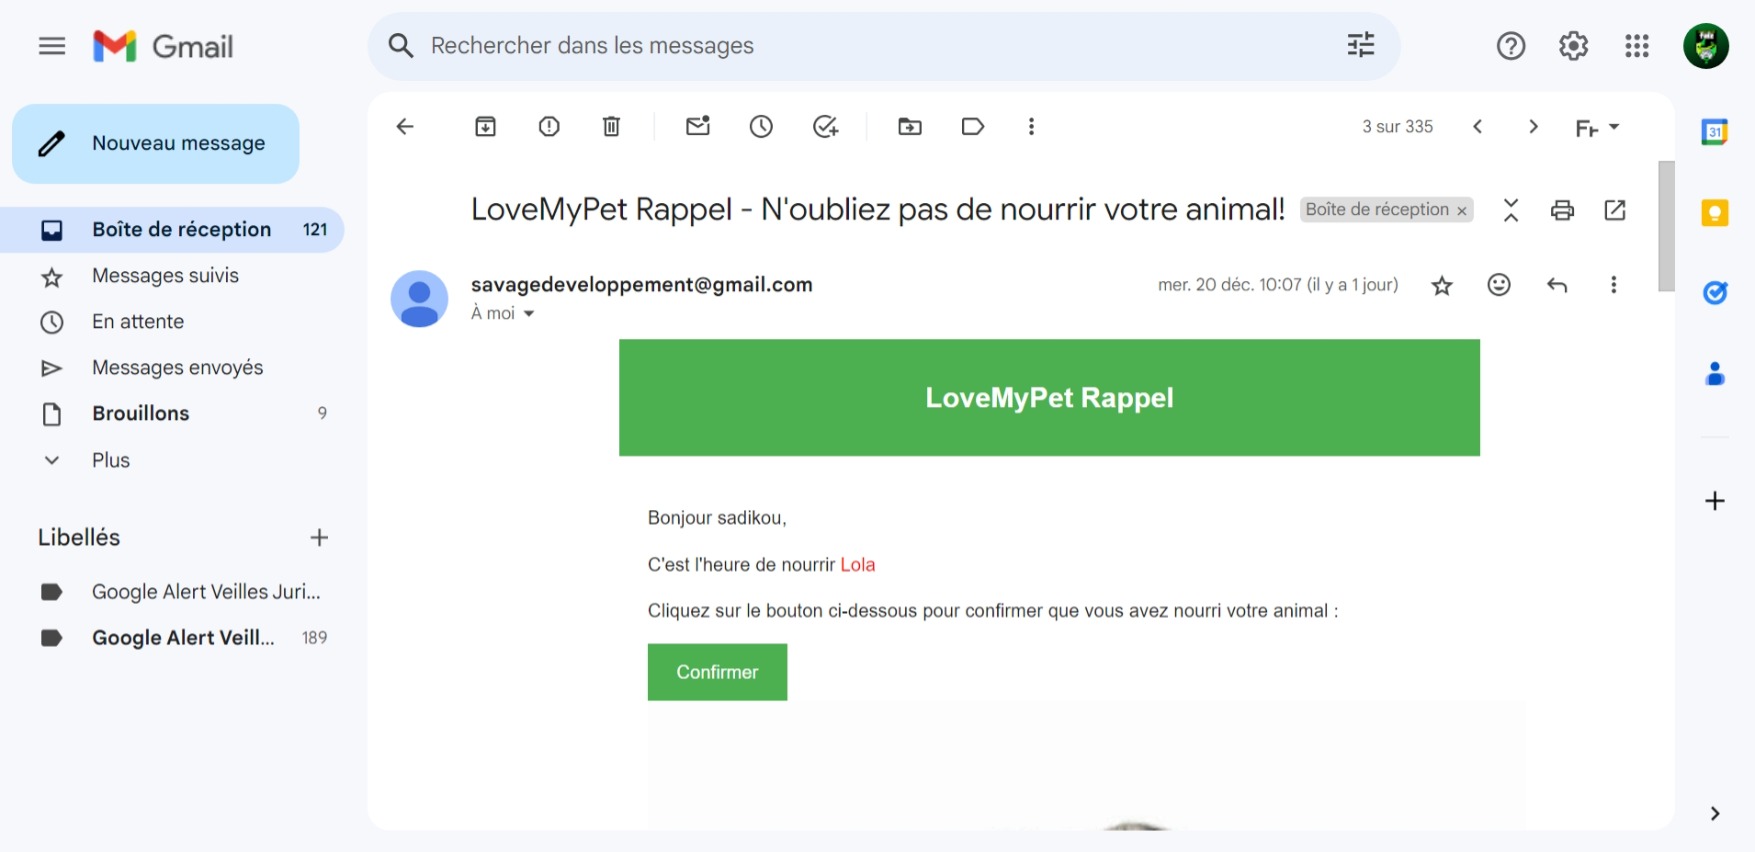 Gmail
Rechercher dans les messages
Nouveau message
3 sur 335
Fr
31
LoveMyPet Rappel - N'oubliez pas de nourrir votre animal!
Boîte de réception ×
Boîte de réception 121
Messages suivis
En attente
Messages envoyés
Brouillons 9
Plus
Libellés
Google Alert Veilles Juri...
Google Alert Veill... 189
savagedeveloppement@gmail.com
mer. 20 déc. 10:07 (il y a 1 jour)
À moi
LoveMyPet Rappel
Bonjour sadikou,
C'est l'heure de nourrir Lola
Cliquez sur le bouton ci-dessous pour confirmer que vous avez nourri votre animal :
Confirmer